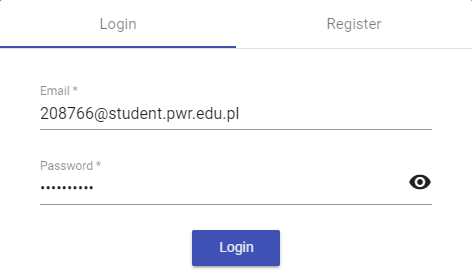 Login
Register
Email *
208766@student.pwr.edu.pl
Password *
••••••••••
Login